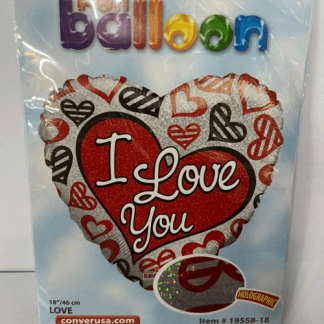 balloon
I Love
You
HOLOGRAPHIC
18"/46 cm
LOVE
converusa.com
Item # 19558-18